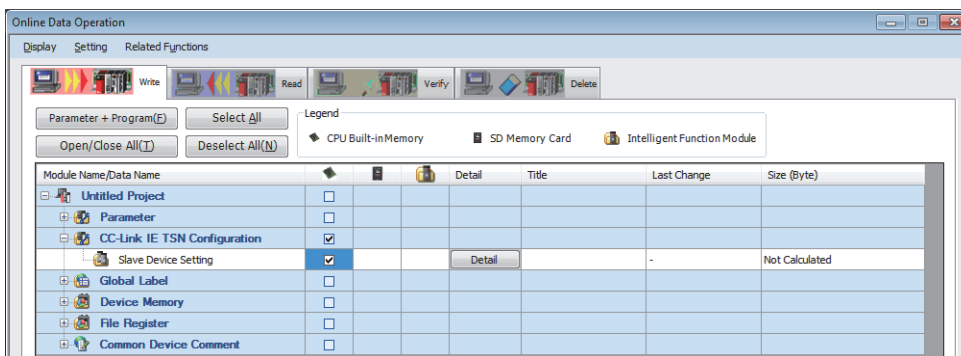 Online Data Operation
Display Setting Related Functions
Write Read Verify Delete
Parameter + Program(F) Select All Legend
CPU Built-in Memory SD Memory Card Intelligent Function Module
Open/Close All(T) Deselect All(N)
Module Name/Data Name Detail Title Last Change Size (Byte)
Untitled Project
Parameter
CC-Link IE TSN Configuration
Slave Device Setting Detail - Not Calculated
Global Label
Device Memory
File Register
Common Device Comment